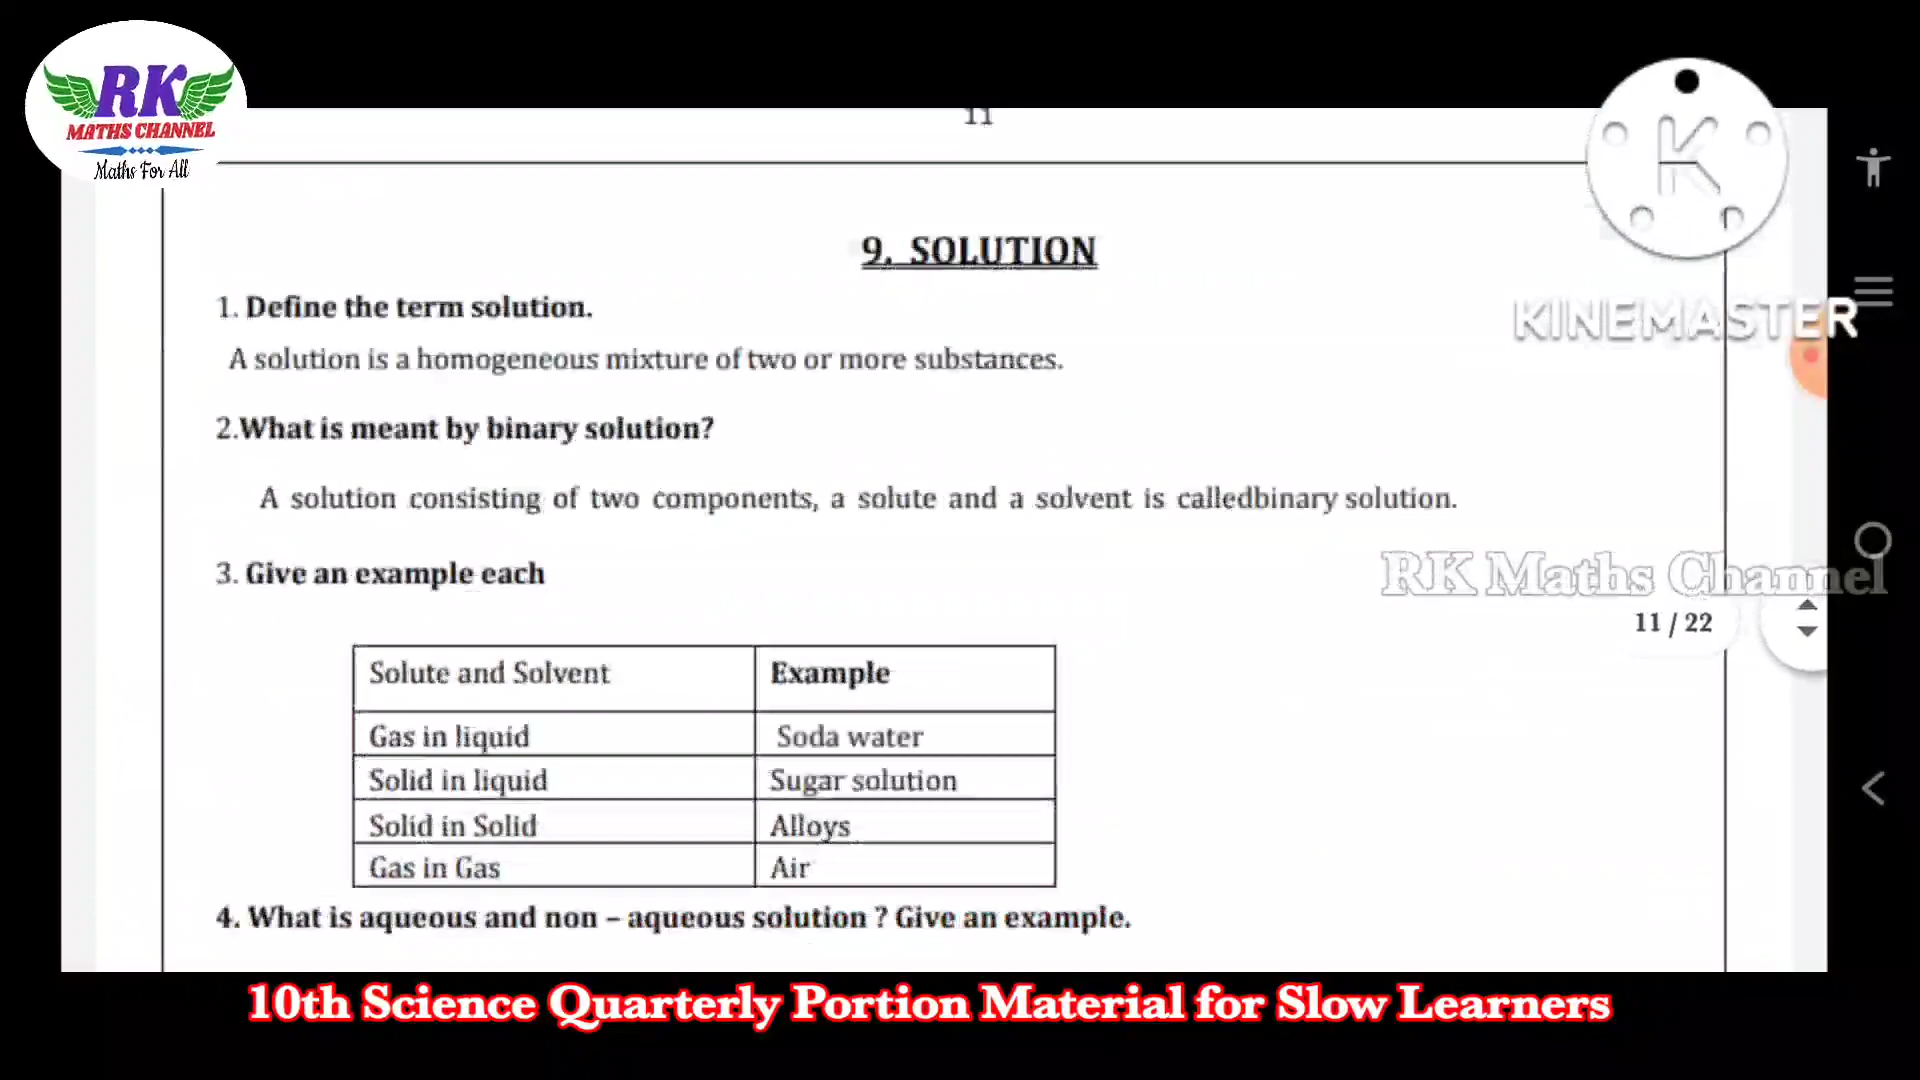 RK
MATHS CHANNEL
Maths For All
11
K
KINEMASTER
9. SOLUTION
1. Define the term solution.
A solution is a homogeneous mixture of two or more substances.
2.What is meant by binary solution?
A solution consisting of two components, a solute and a solvent is calledbinary solution.
3. Give an example each
RK Maths Channel
11 / 22
Solute and Solvent Example
Gas in liquid Soda water
Solid in liquid Sugar solution
Solid in Solid Alloys
Gas in Gas Air
4. What is aqueous and non – aqueous solution ? Give an example.
10th Science Quarterly Portion Material for Slow Learners